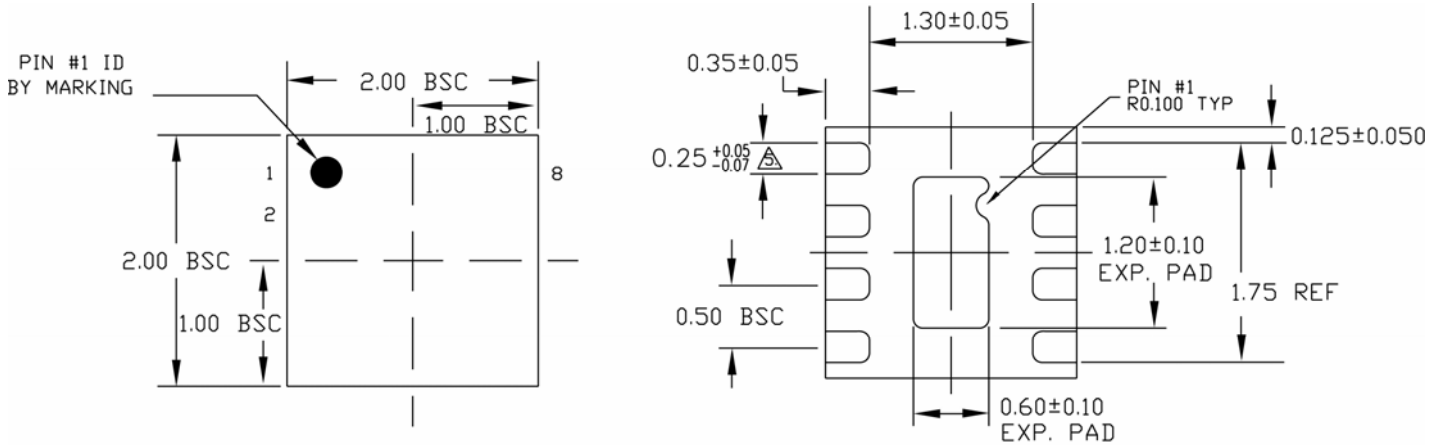 PIN #1 ID
BY MARKING
2.00 BSC
1.00 BSC
1
2
8
2.00 BSC
1.00 BSC
1.30±0.05
0.35±0.05
PIN #1
R0.100 TYP
0.125±0.050
0.25 +0.05 -0.07 5.
1.20±0.10
EXP. PAD
1.75 REF
0.50 BSC
0.60±0.10
EXP. PAD